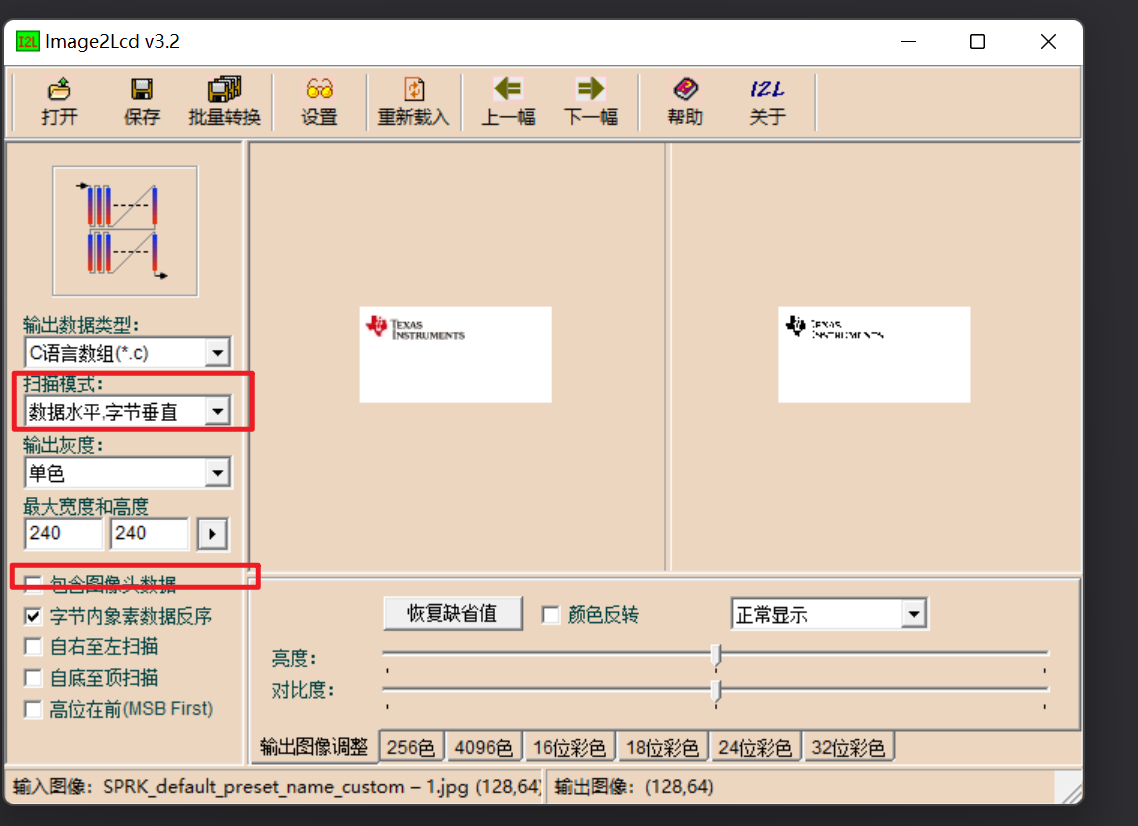 I2L Image2Lcd v3.2
打开 保存 批量转换 设置 重新载入 上一幅 下一幅 帮助 I2L 关于
输出数据类型:
C语言数组(*.c)
扫描模式:
数据水平,字节垂直
输出灰度:
单色
最大宽度和高度
240 240
包含图像头数据
字节内象素数据反序
自右至左扫描
自底至顶扫描
高位在前(MSB First)
TEXAS
INSTRUMENTS
TEXAS
INSTRUMENTS
恢复缺省值 颜色反转 正常显示
亮度:
对比度:
输出图像调整 256色 4096色 16位彩色 18位彩色 24位彩色 32位彩色
输入图像: SPRK_default_preset_name_custom – 1.jpg (128,64) 输出图像: (128,64)